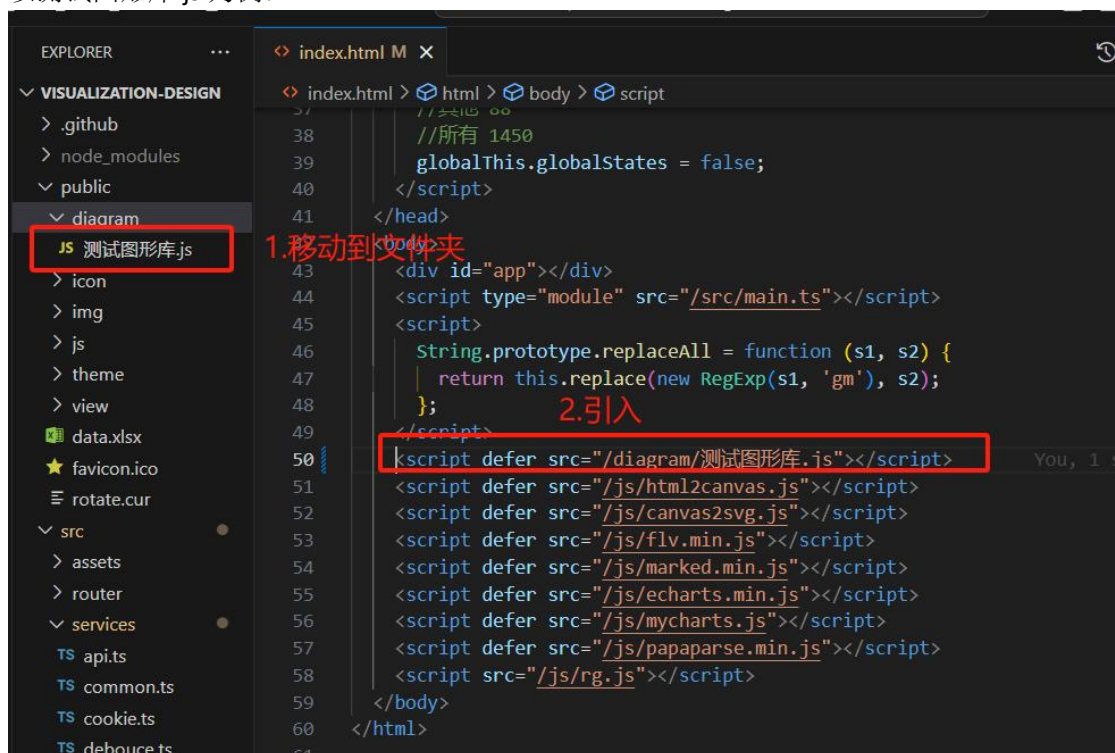 EXPLORER ...
index.html M ×
VISUALIZATION-DESIGN
index.html > html > body > script
> .github
38 //所有 1450
> node_modules
39 globalThis.globalStates = false;
public
40 </script>
diagram
41 </head>
JS 测试图形库.js
1.移动到文件夹
<body>
43 <div id="app"></div>
> icon
44 <script type="module" src="/src/main.ts"></script>
> img
45 <script>
> js
46 String.prototype.replaceAll = function (s1, s2) {
> theme
47 return this.replace(new RegExp(s1, 'gm'), s2);
> view
48 };
2.引入
data.xlsx
49 </script>
favicon.ico
50 <script defer src="/diagram/测试图形库.js"></script> You, 1
rotate.cur
51 <script defer src="/js/html2canvas.js"></script>
src
52 <script defer src="/js/canvas2svg.js"></script>
53 <script defer src="/js/flv.min.js"></script>
> assets
54 <script defer src="/js/marked.min.js"></script>
> router
55 <script defer src="/js/echarts.min.js"></script>
services
56 <script defer src="/js/mycharts.js"></script>
TS api.ts
57 <script defer src="/js/papaparse.min.js"></script>
TS common.ts
58 <script src="/js/rg.js"></script>
59 </body>
TS cookie.ts
60 </html>
TS debouce.ts